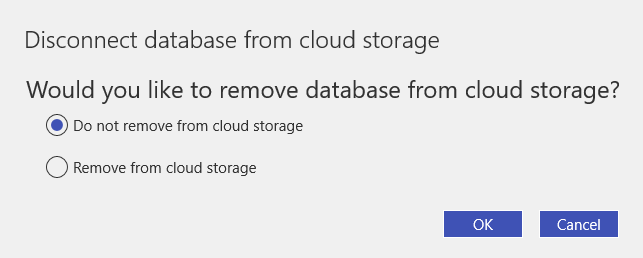 Disconnect database from cloud storage
Would you like to remove database from cloud storage?
Do not remove from cloud storage
Remove from cloud storage
OK Cancel